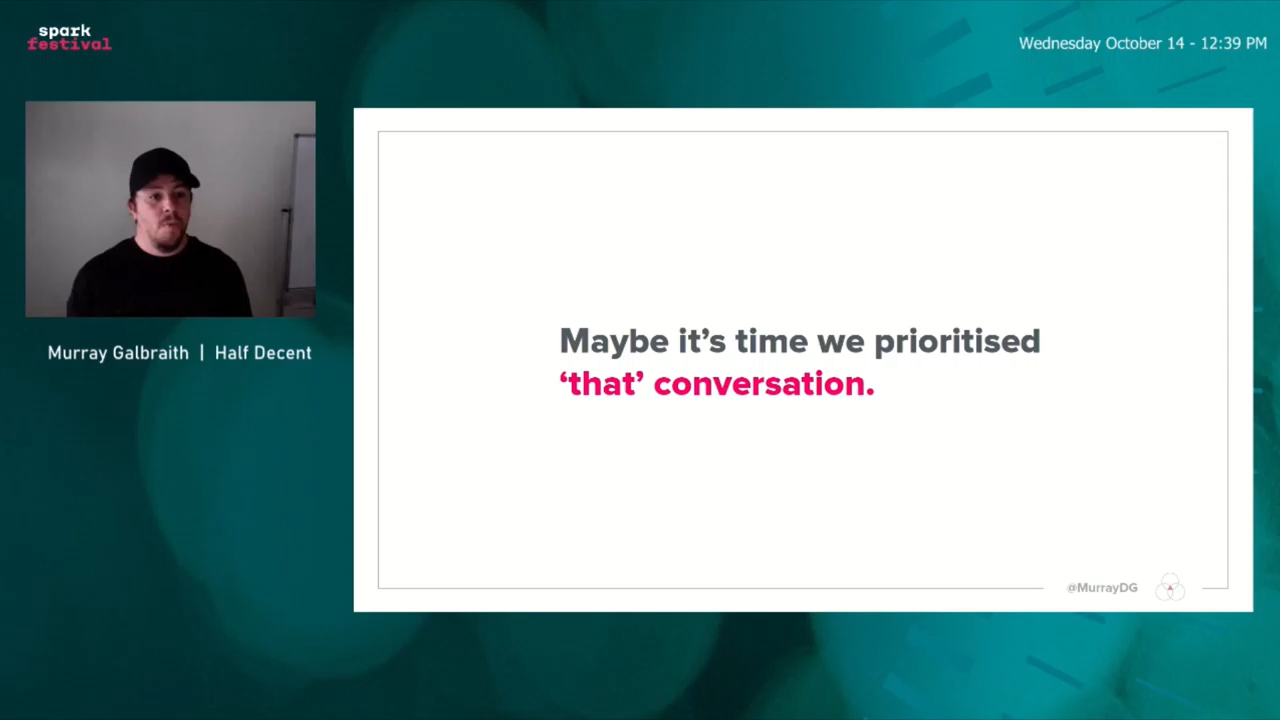 spark
festival
Wednesday October 14 - 12:39 PM
Murray Galbraith | Half Decent
Maybe it's time we prioritised
‘that’ conversation.
@MurrayDG